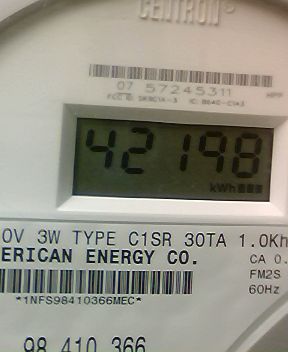 CENTRON®
07 57245311
42198
kWh
0V 3W TYPE C1SR 30TA 1.0Kh
ERICAN ENERGY CO.
CA 0.
FM2S
*1NFS98410366MEC*
60Hz
98 410 366